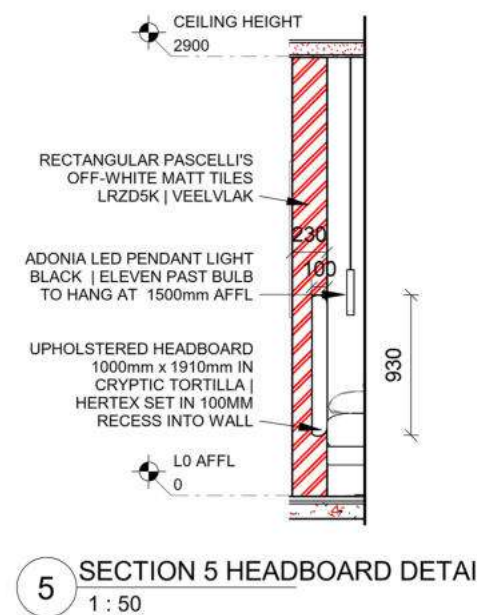 CEILING HEIGHT
2900
RECTANGULAR PASCELLI'S
OFF-WHITE MATT TILES
LRZD5K | VEELVLAK
230
ADONIA LED PENDANT LIGHT
BLACK | ELEVEN PAST BULB
TO HANG AT 1500mm AFFL
100
UPHOLSTERED HEADBOARD
1000mm x 1910mm IN
CRYPTIC TORTILLA |
HERTEX SET IN 100MM
RECESS INTO WALL
930
L0 AFFL
0
5
SECTION 5 HEADBOARD DETAI
1 : 50